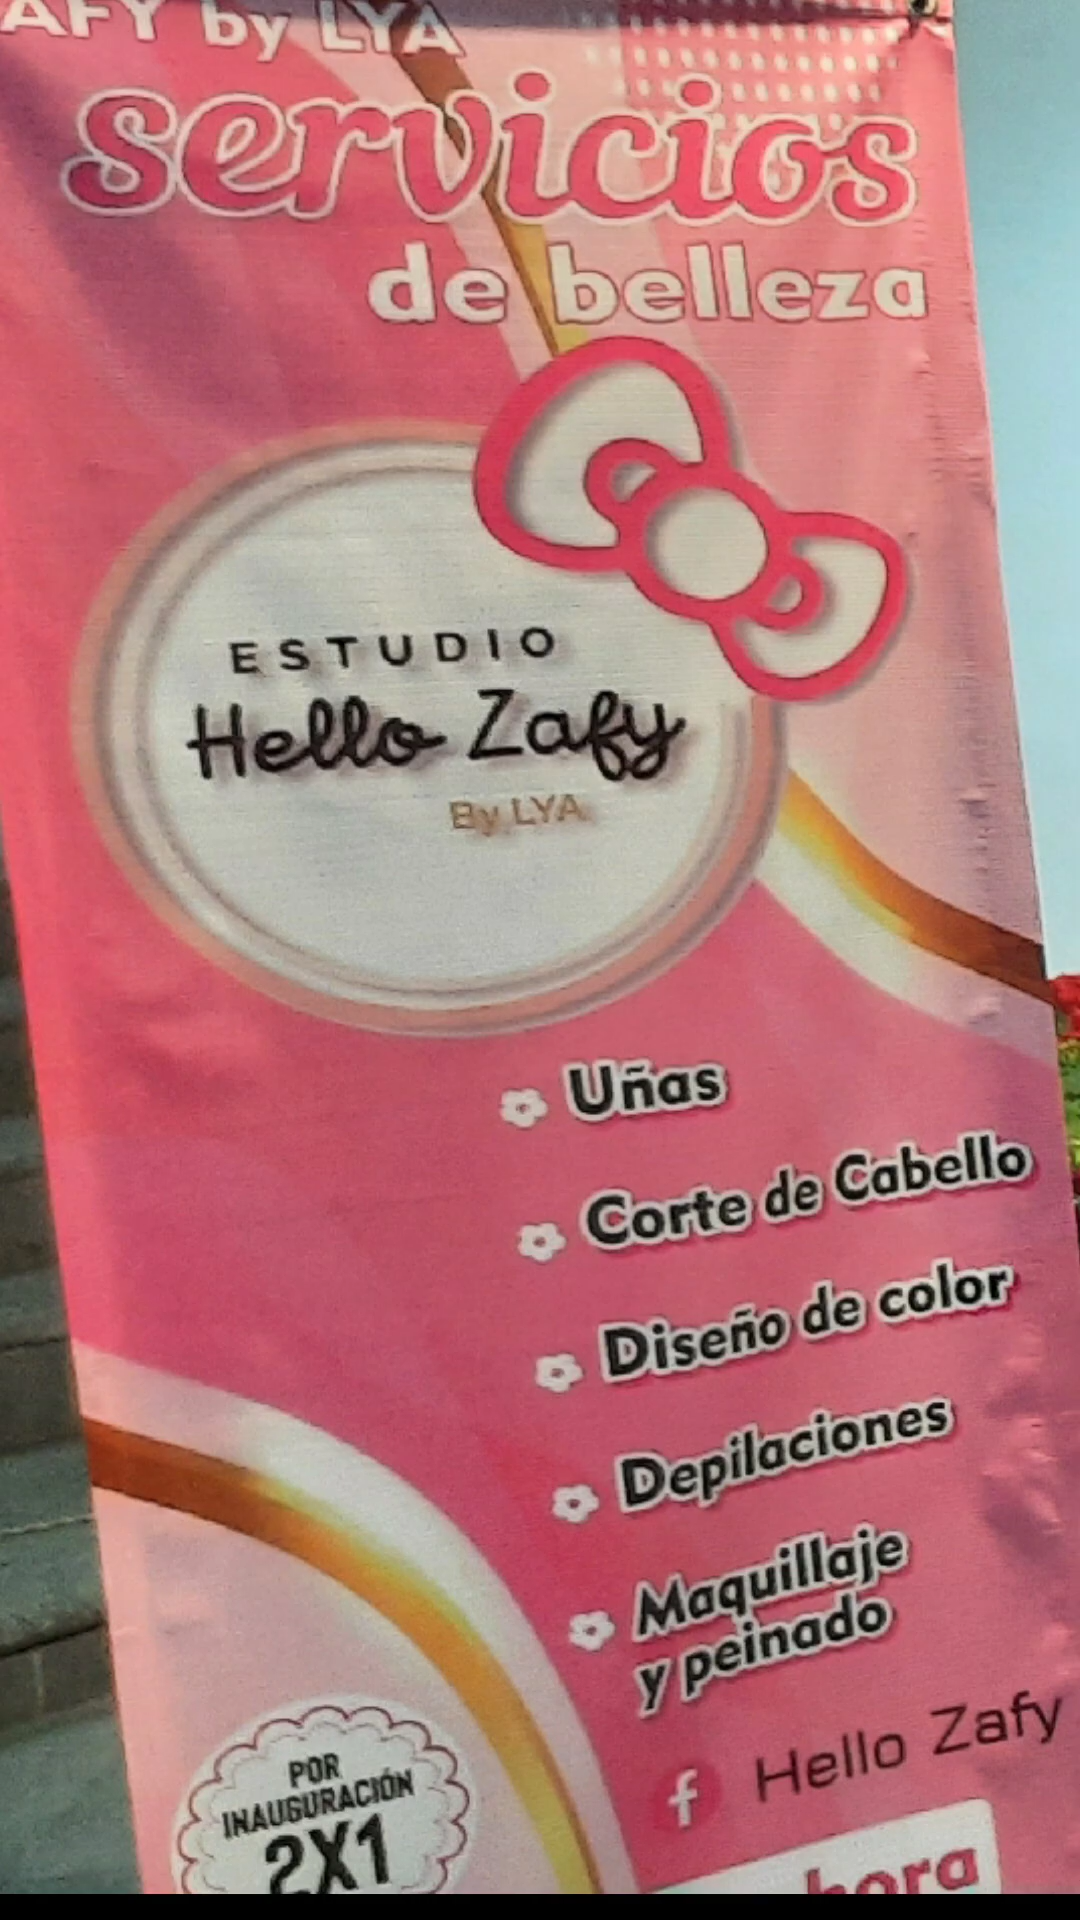 AFY by LYA
servicios
de belleza
ESTUDIO
Hello Zafy
By LYA
Uñas
Corte de Cabello
Diseño de color
Depilaciones
Maquillaje
y peinado
f Hello Zafy
POR
INAUGURACIÓN
2X1
hora